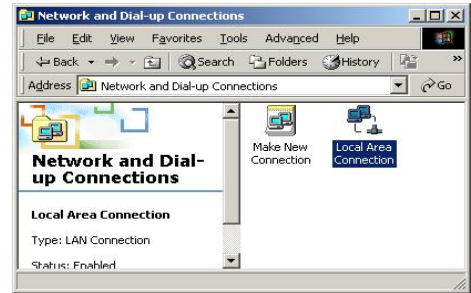 Network and Dial-up Connections
File Edit View Favorites Tools Advanced Help
Back Search Folders History »
Address Network and Dial-up Connections Go
Network and Dial-
up Connections
Local Area Connection
Type: LAN Connection
Status: Enabled
Make New
Connection
Local Area
Connection